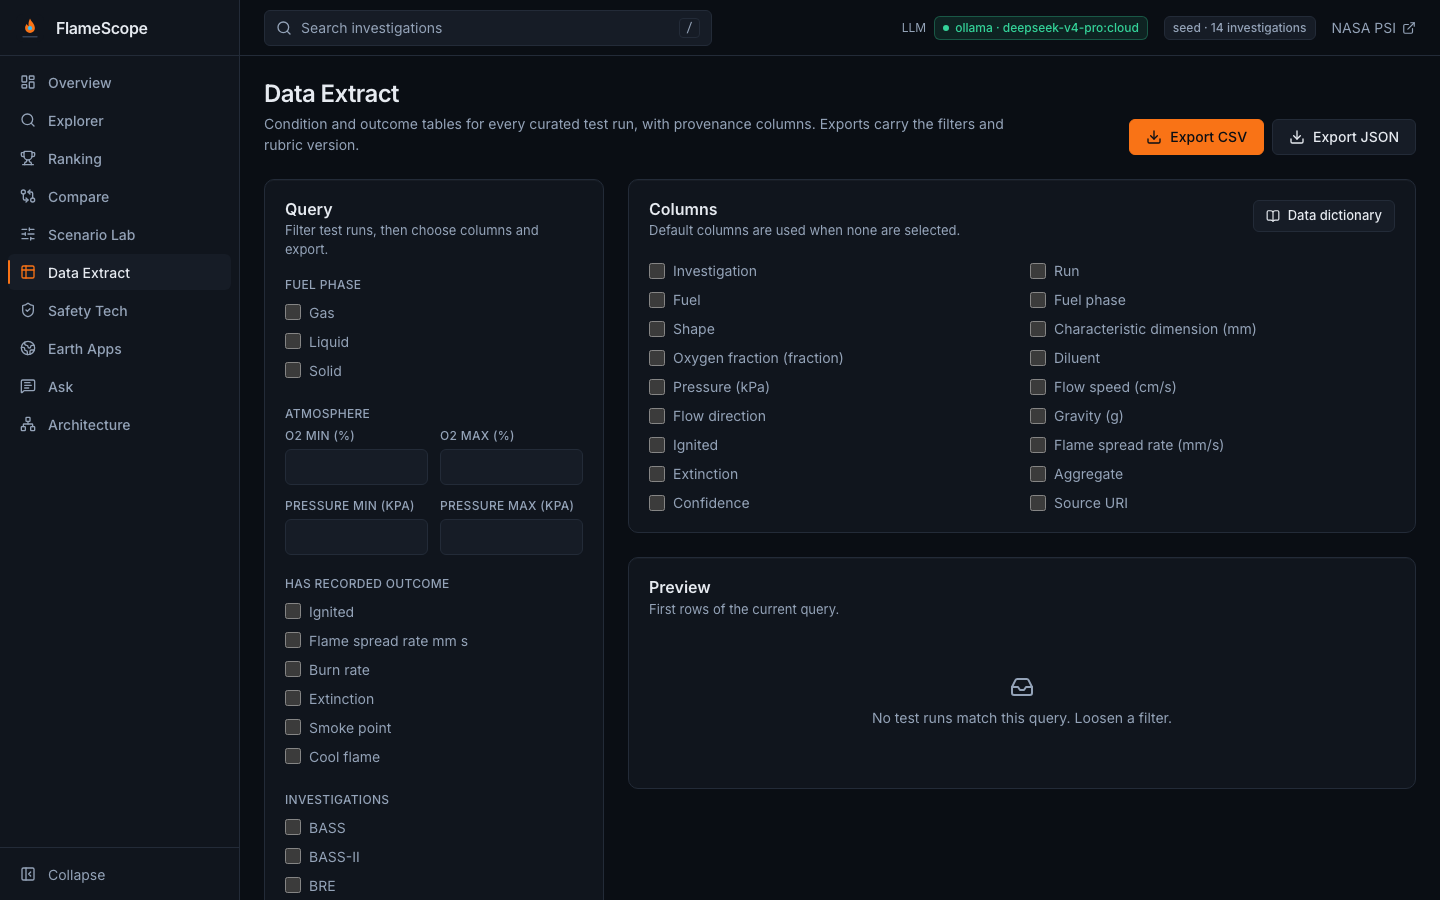 FlameScope
Search investigations
/
LLM
ollama · deepseek-v4-pro:cloud
seed · 14 investigations
NASA PSI
Overview
Explorer
Ranking
Compare
Scenario Lab
Data Extract
Safety Tech
Earth Apps
Ask
Architecture
Collapse
Data Extract
Condition and outcome tables for every curated test run, with provenance columns. Exports carry the filters and
rubric version.
Export CSV
Export JSON
Query
Filter test runs, then choose columns and
export.
FUEL PHASE
Gas
Liquid
Solid
ATMOSPHERE
O2 MIN (%)
O2 MAX (%)
PRESSURE MIN (KPA)
PRESSURE MAX (KPA)
HAS RECORDED OUTCOME
Ignited
Flame spread rate mm s
Burn rate
Extinction
Smoke point
Cool flame
INVESTIGATIONS
BASS
BASS-II
BRE
Columns
Default columns are used when none are selected.
Data dictionary
Investigation
Run
Fuel
Fuel phase
Shape
Characteristic dimension (mm)
Oxygen fraction (fraction)
Diluent
Pressure (kPa)
Flow speed (cm/s)
Flow direction
Gravity (g)
Ignited
Flame spread rate (mm/s)
Extinction
Aggregate
Confidence
Source URI
Preview
First rows of the current query.
No test runs match this query. Loosen a filter.